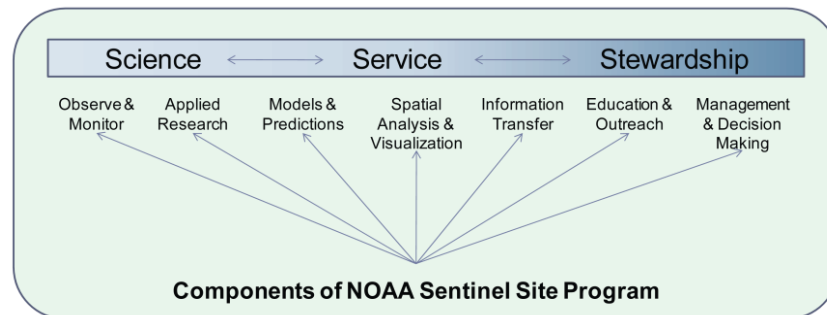 Science Service Stewardship
Observe & Applied Models & Spatial Information Education & Management
Monitor Research Predictions Analysis & Transfer Outreach & Decision
Visualization Making
Components of NOAA Sentinel Site Program